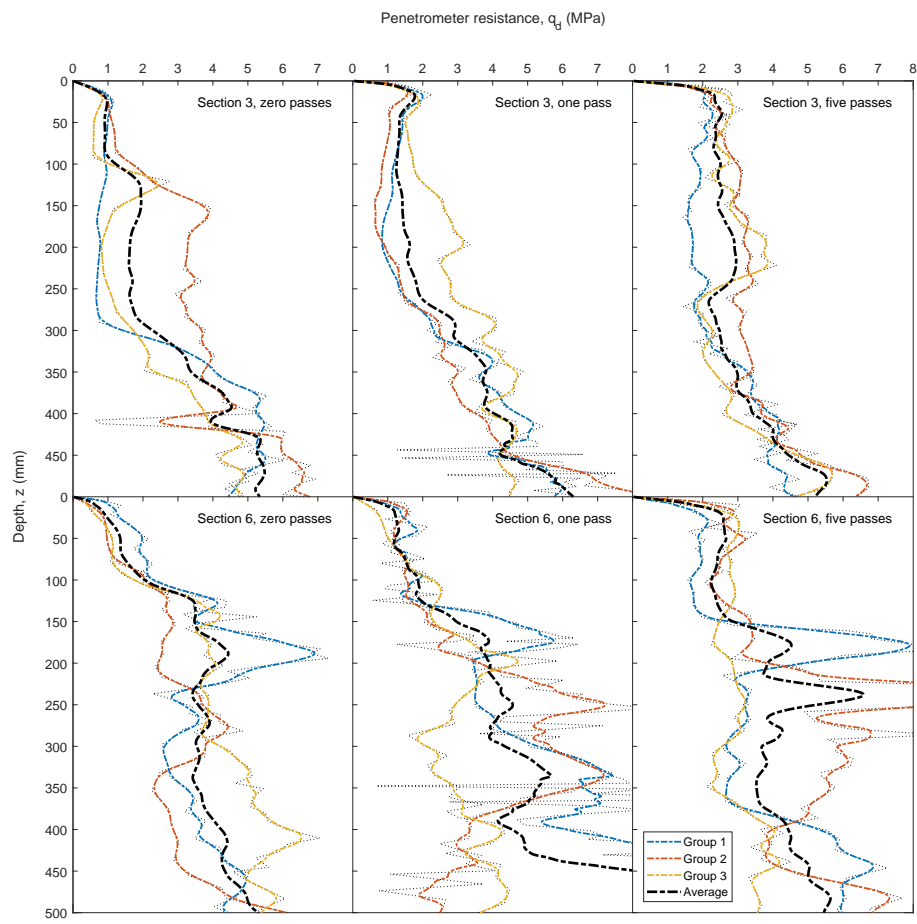 Penetrometer resistance, q_d (MPa)
0 1 2 3 4 5 6 7 0 1 2 3 4 5 6 7 0 1 2 3 4 5 6 7 8
Section 3, zero passes
Section 3, one pass
Section 3, five passes
0
50
100
150
200
250
300
350
400
450
0
Depth, z (mm)
Section 6, zero passes
Section 6, one pass
Section 6, five passes
50
100
150
200
250
300
350
400
450
500
Group 1
Group 2
Group 3
Average